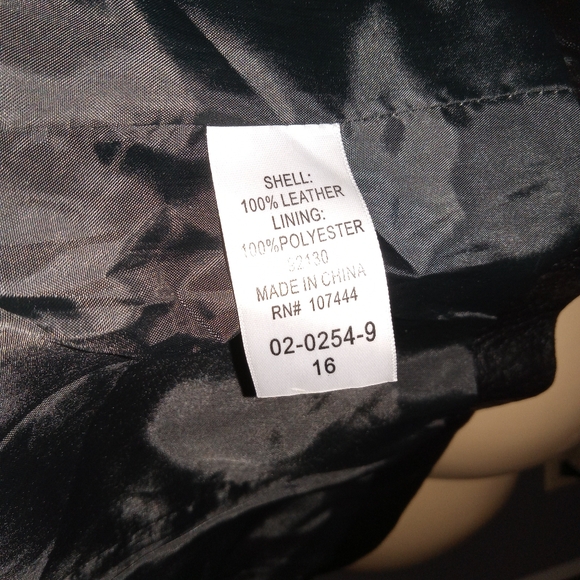 SHELL:
100% LEATHER
LINING:
100%POLYESTER
52130
MADE IN CHINA
RN# 107444
02-0254-9
16